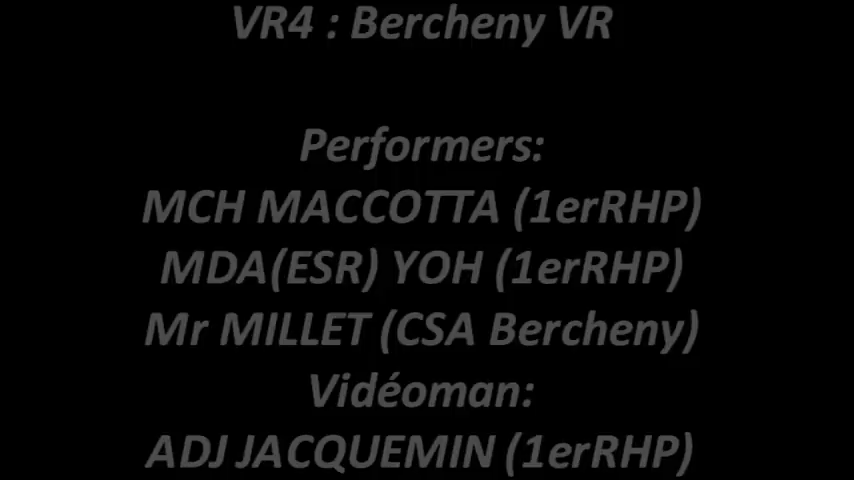 VR4 : Bercheny VR
Performers:
MCH MACCOTTA (1erRHP)
MDA(ESR) YOH (1erRHP)
Mr MILLET (CSA Bercheny)
Vidéoman:
ADJ JACQUEMIN (1erRHP)